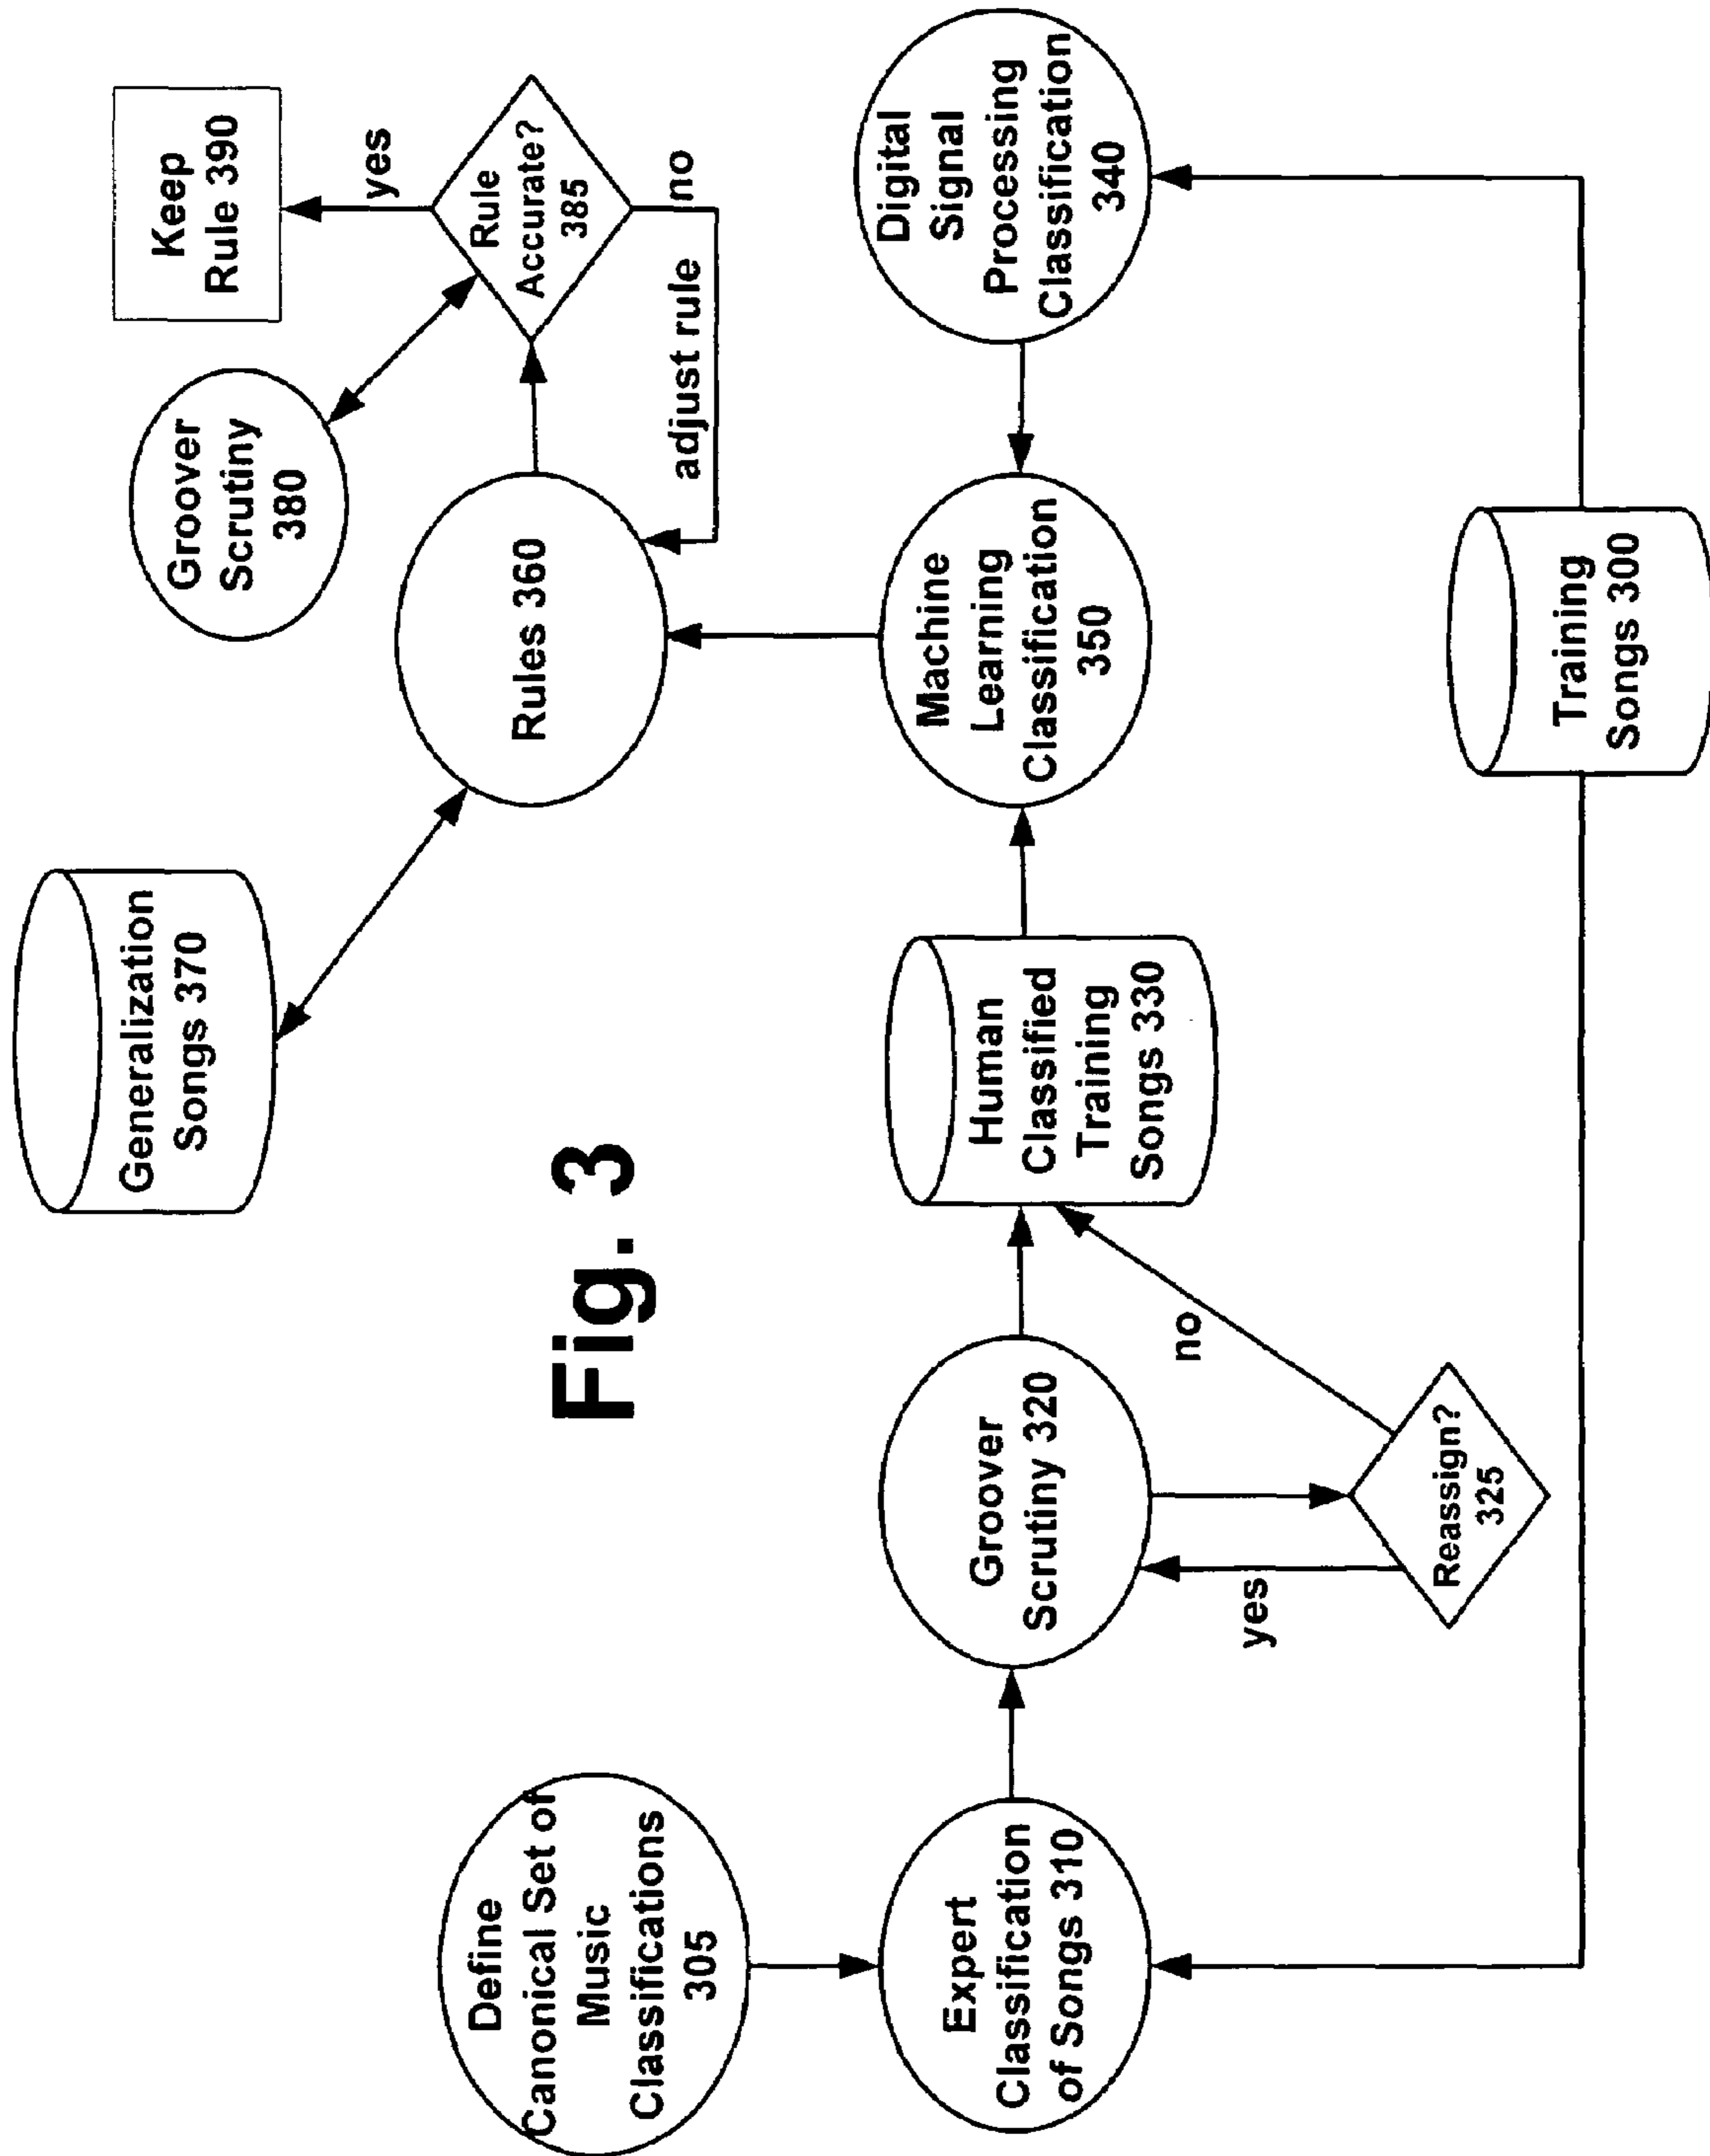 Generalization
Songs 370
Groover
Scrutiny
380
Keep
Rule 390
yes
Rule
Accurate?
385
no
adjust rule
Rules 360
Fig. 3
Define
Canonical Set of
Music
Classifications
305
Expert
Classification
of Songs 310
Groover
Scrutiny 320
yes
no
Reassign?
325
Human
Classified
Training
Songs 330
Machine
Learning
Classification
350
Digital
Signal
Processing
Classification
340
Training
Songs 300